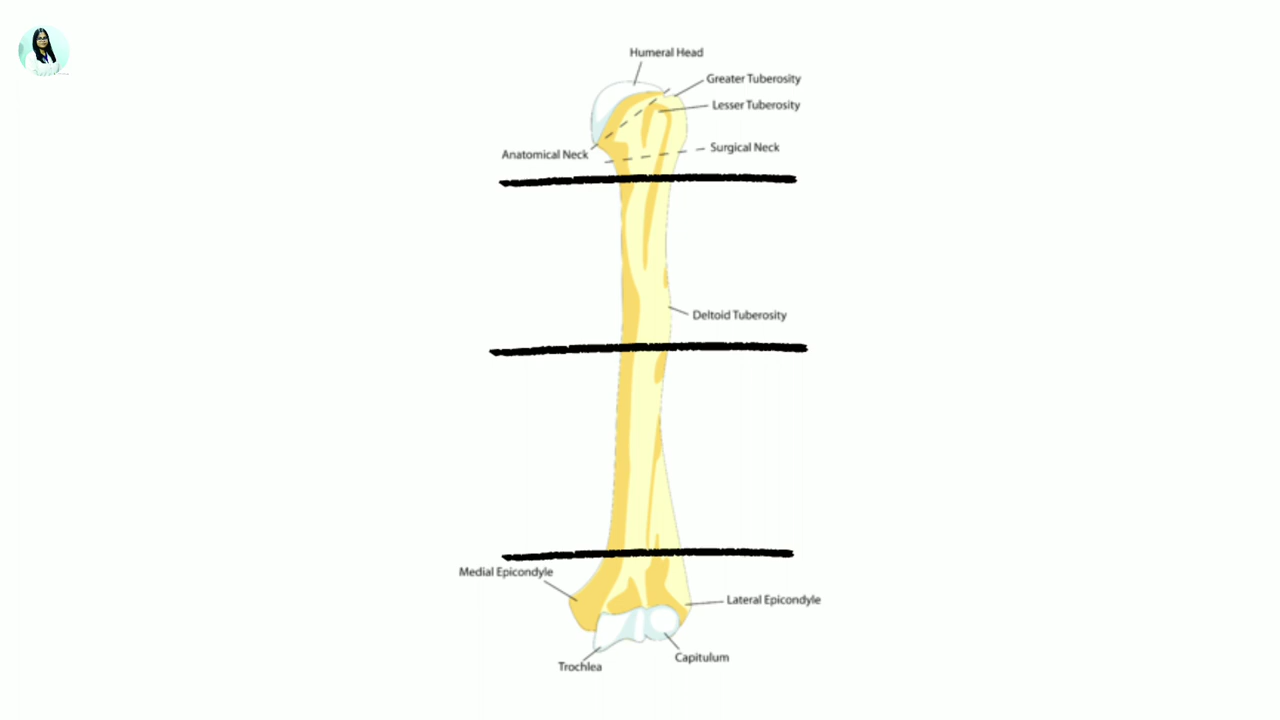 Humeral Head
Greater Tuberosity
Lesser Tuberosity
Anatomical Neck
Surgical Neck
Deltoid Tuberosity
Medial Epicondyle
Lateral Epicondyle
Trochlea
Capitulum